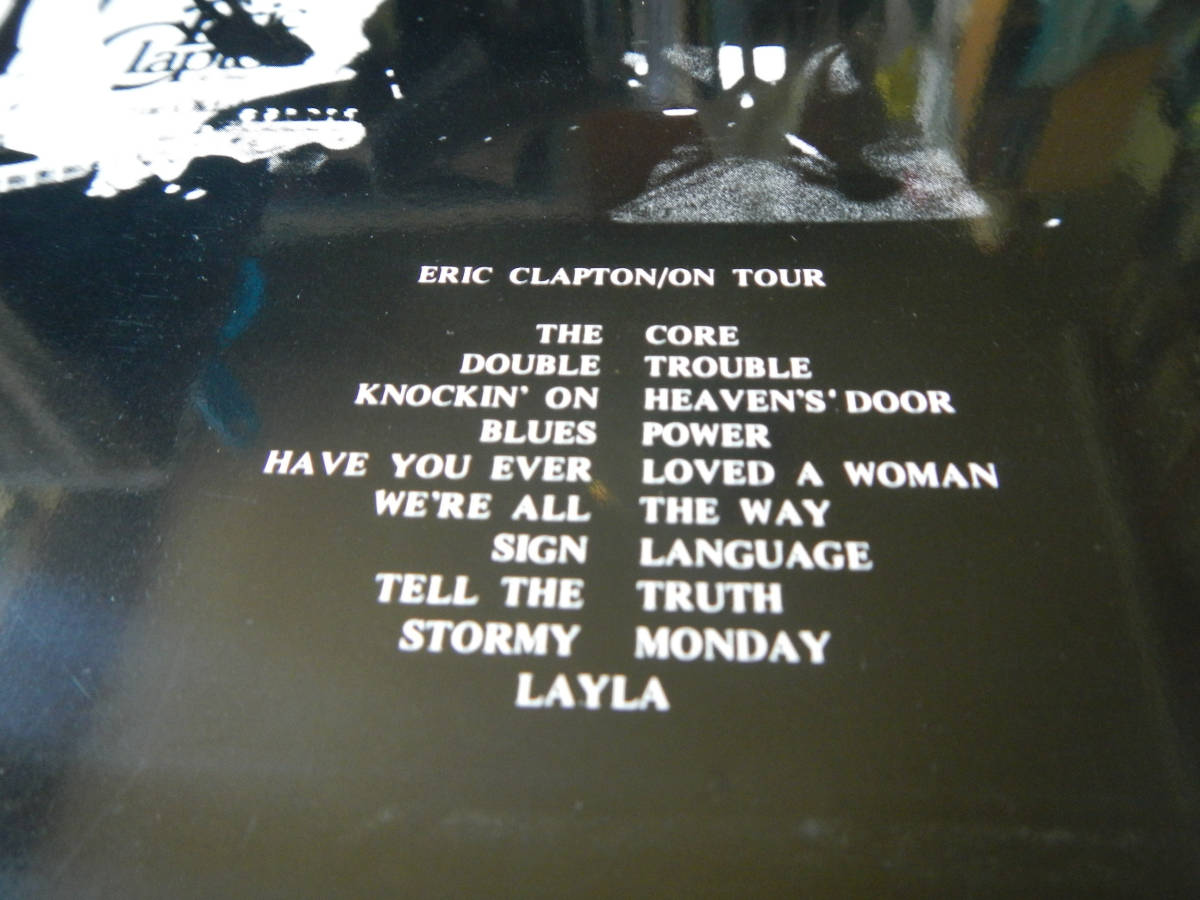 Clapton
ERIC CLAPTON/ON TOUR
THE CORE
DOUBLE TROUBLE
KNOCKIN' ON HEAVEN'S' DOOR
BLUES POWER
HAVE YOU EVER LOVED A WOMAN
WE'RE ALL THE WAY
SIGN LANGUAGE
TELL THE TRUTH
STORMY MONDAY
LAYLA